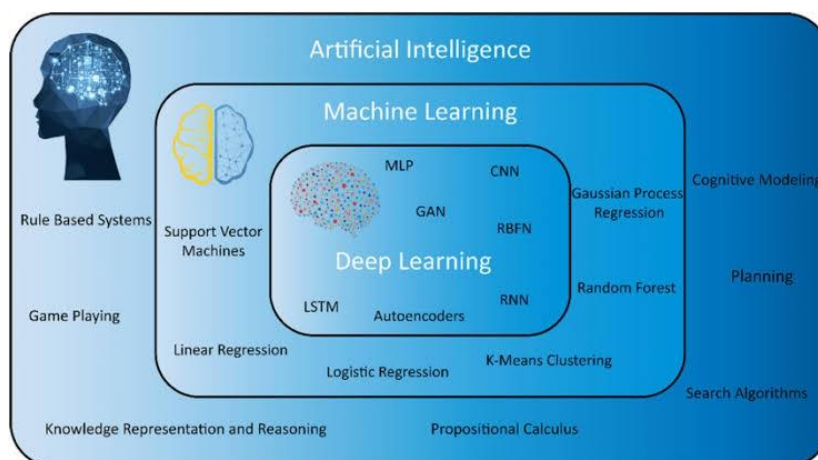 Artificial Intelligence
Machine Learning
MLP
CNN
Cognitive Modeling
Gaussian Process
Regression
GAN
Rule Based Systems
Support Vector
Machines
RBFN
Deep Learning
Planning
Random Forest
RNN
LSTM
Game Playing
Autoencoders
Linear Regression
K-Means Clustering
Logistic Regression
Search Algorithms
Knowledge Representation and Reasoning
Propositional Calculus